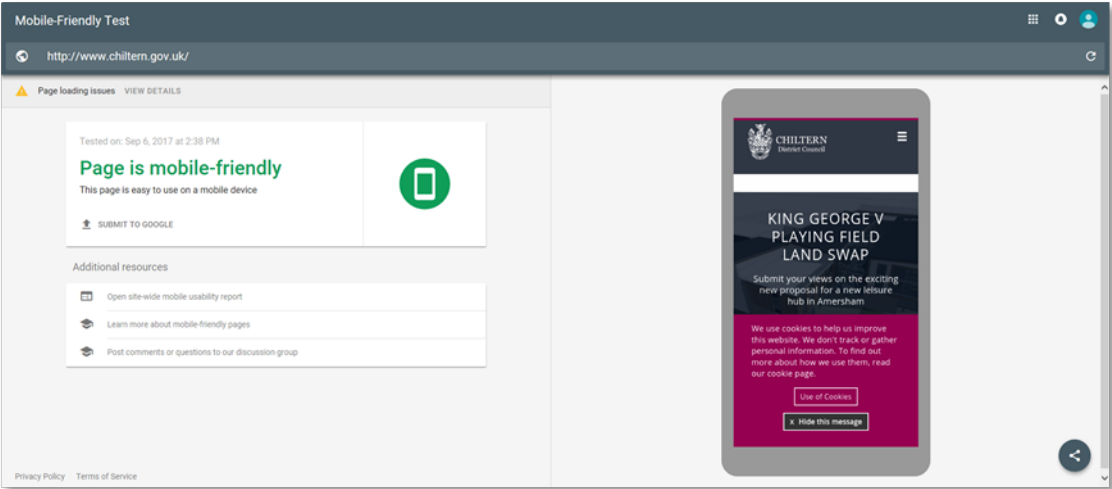 Mobile-Friendly Test
http://www.chiltern.gov.uk/
Page loading issues VIEW DETAILS
Tested on: Sep 6, 2017 at 2:38 PM
Page is mobile-friendly
This page is easy to use on a mobile device
SUBMIT TO GOOGLE
Additional resources
Open site-wide mobile usability report
Learn more about mobile-friendly pages
Post comments or questions to our discussion group
Privacy Policy Terms of Service
CHILTERN
District Council
KING GEORGE V
PLAYING FIELD
LAND SWAP
Submit your views on the exciting
new proposal for a new leisure
hub in Amersham
We use cookies to help us improve
this website. We don't track or gather
personal information. To find out
more about how we use them, read
our cookie page.
Use of Cookies
x Hide this message